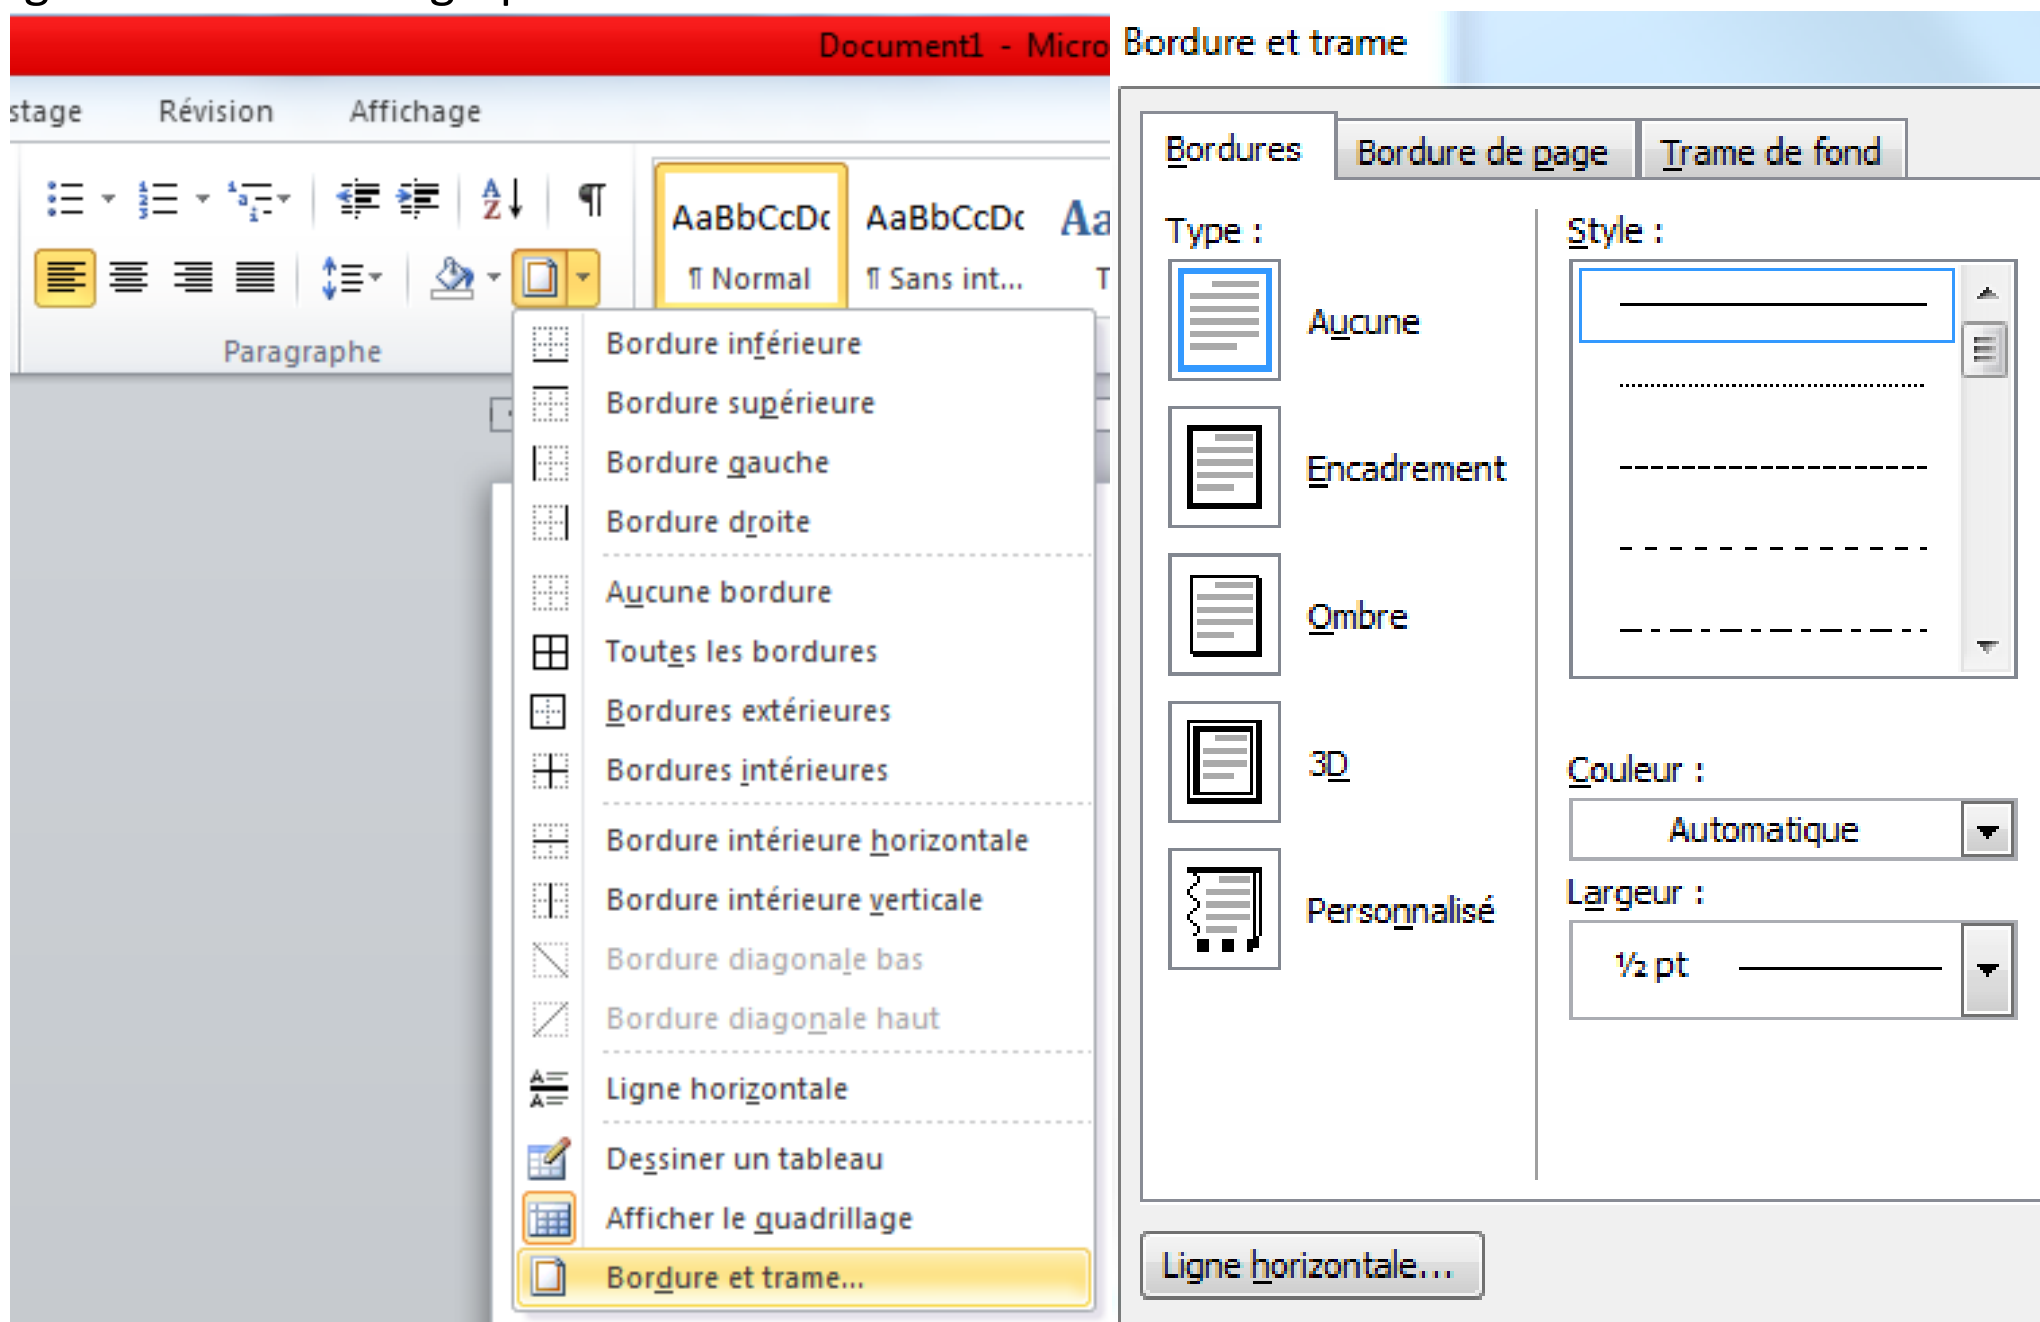 Document1 - Micro
stage Révision Affichage
AaBbCcDc AaBbCcDc Aa
¶ Normal ¶ Sans int... T
Paragraphe
Bordure inférieure
Bordure supérieure
Bordure gauche
Bordure droite
Aucune bordure
Toutes les bordures
Bordures extérieures
Bordures intérieures
Bordure intérieure horizontale
Bordure intérieure verticale
Bordure diagonale bas
Bordure diagonale haut
Ligne horizontale
Dessiner un tableau
Afficher le quadrillage
Bordure et trame...
Bordure et trame
Bordures Bordure de page Trame de fond
Type :
Aucune
Encadrement
Ombre
3D
Personnalisé
Style :
Couleur :
Automatique
Largeur :
½ pt
Ligne horizontale...